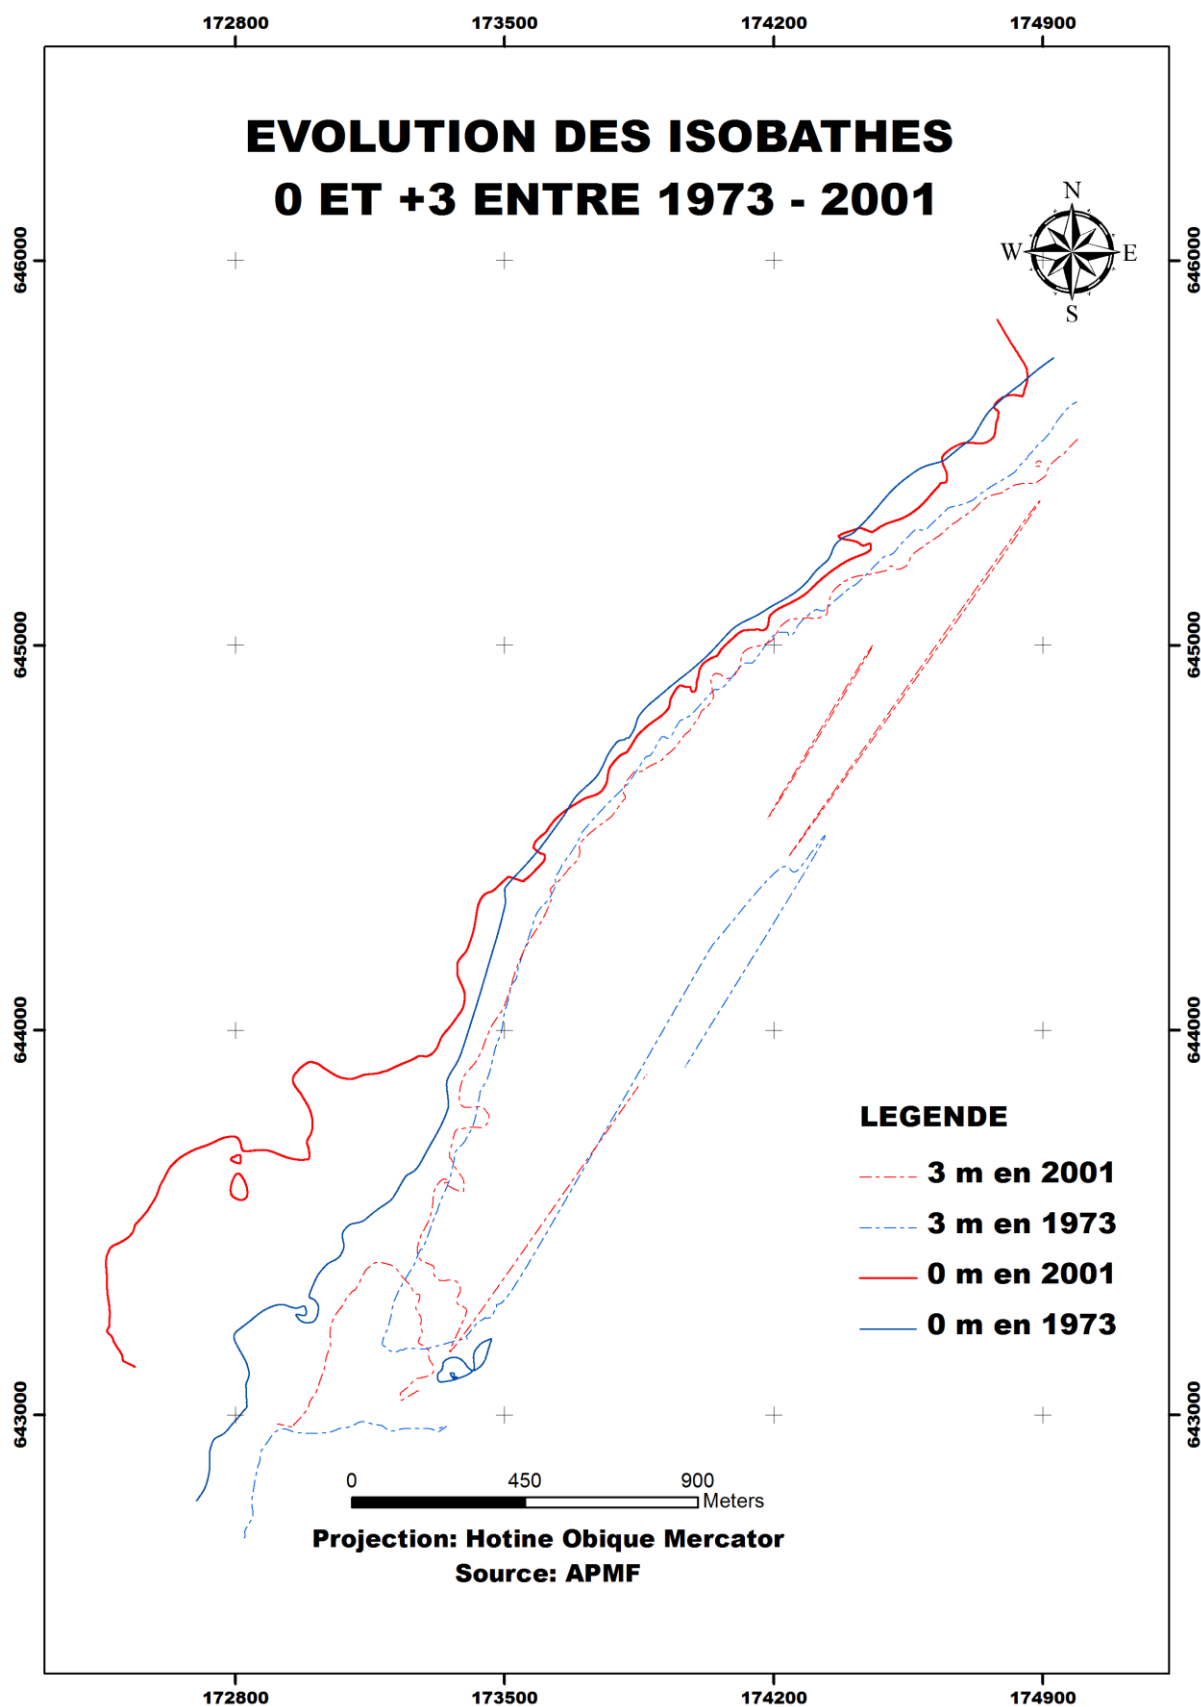 172800 173500 174200 174900
EVOLUTION DES ISOBATHES
0 ET +3 ENTRE 1973 - 2001
N
W E
S
646000 646000
645000 645000
644000 644000
LEGENDE
3 m en 2001
3 m en 1973
0 m en 2001
0 m en 1973
643000 643000
0 450 900
Meters
Projection: Hotine Obique Mercator
Source: APMF
172800 173500 174200 174900